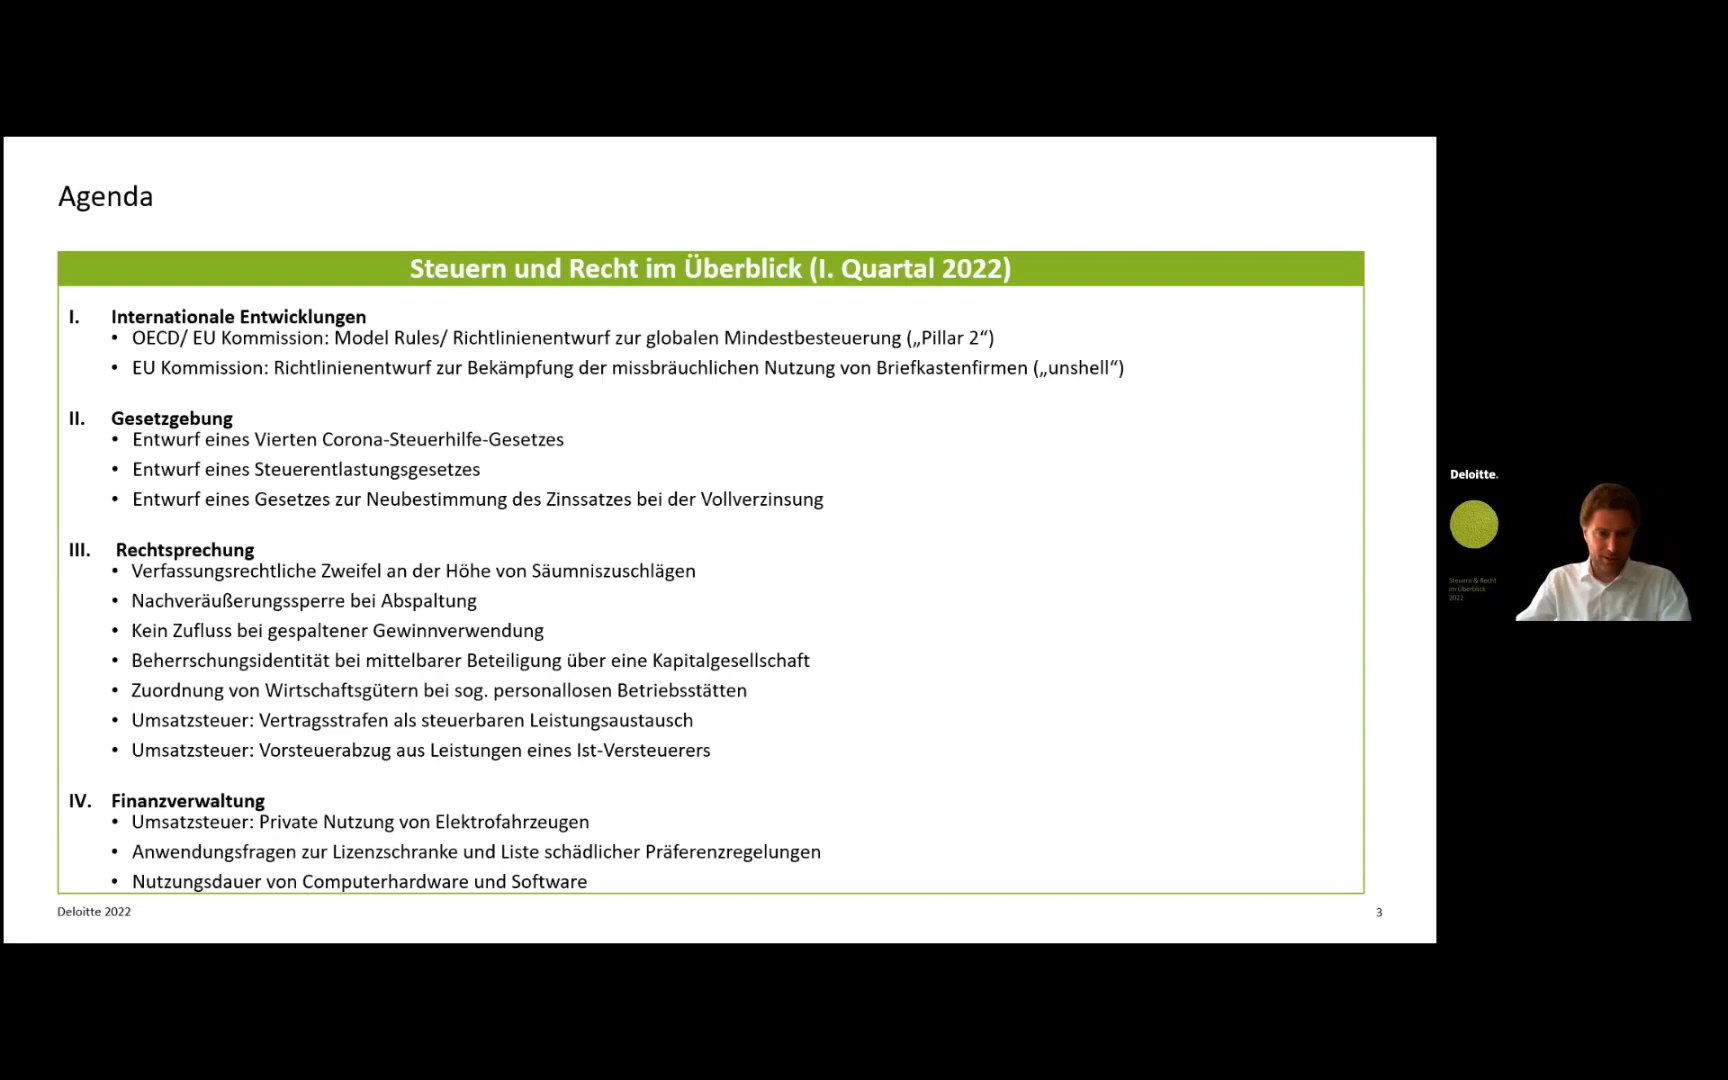 Agenda
Steuern und Recht im Überblick (I. Quartal 2022)
I. Internationale Entwicklungen
• OECD/ EU Kommission: Model Rules/ Richtlinienentwurf zur globalen Mindestbesteuerung („Pillar 2“)
• EU Kommission: Richtlinienentwurf zur Bekämpfung der missbräuchlichen Nutzung von Briefkastenfirmen („unshell“)
II. Gesetzgebung
• Entwurf eines Vierten Corona-Steuerhilfe-Gesetzes
• Entwurf eines Steuerentlastungsgesetzes
• Entwurf eines Gesetzes zur Neubestimmung des Zinssatzes bei der Vollverzinsung
III. Rechtsprechung
• Verfassungsrechtliche Zweifel an der Höhe von Säumniszuschlägen
• Nachveräußerungssperre bei Abspaltung
• Kein Zufluss bei gespaltener Gewinnverwendung
• Beherrschungsidentität bei mittelbarer Beteiligung über eine Kapitalgesellschaft
• Zuordnung von Wirtschaftsgütern bei sog. personallosen Betriebsstätten
• Umsatzsteuer: Vertragsstrafen als steuerbaren Leistungsaustausch
• Umsatzsteuer: Vorsteuerabzug aus Leistungen eines Ist-Versteuerers
IV. Finanzverwaltung
• Umsatzsteuer: Private Nutzung von Elektrofahrzeugen
• Anwendungsfragen zur Lizenzschranke und Liste schädlicher Präferenzregelungen
• Nutzungsdauer von Computerhardware und Software
Deloitte 2022
3
Deloitte.
Steuern & Recht
im Überblick
2022